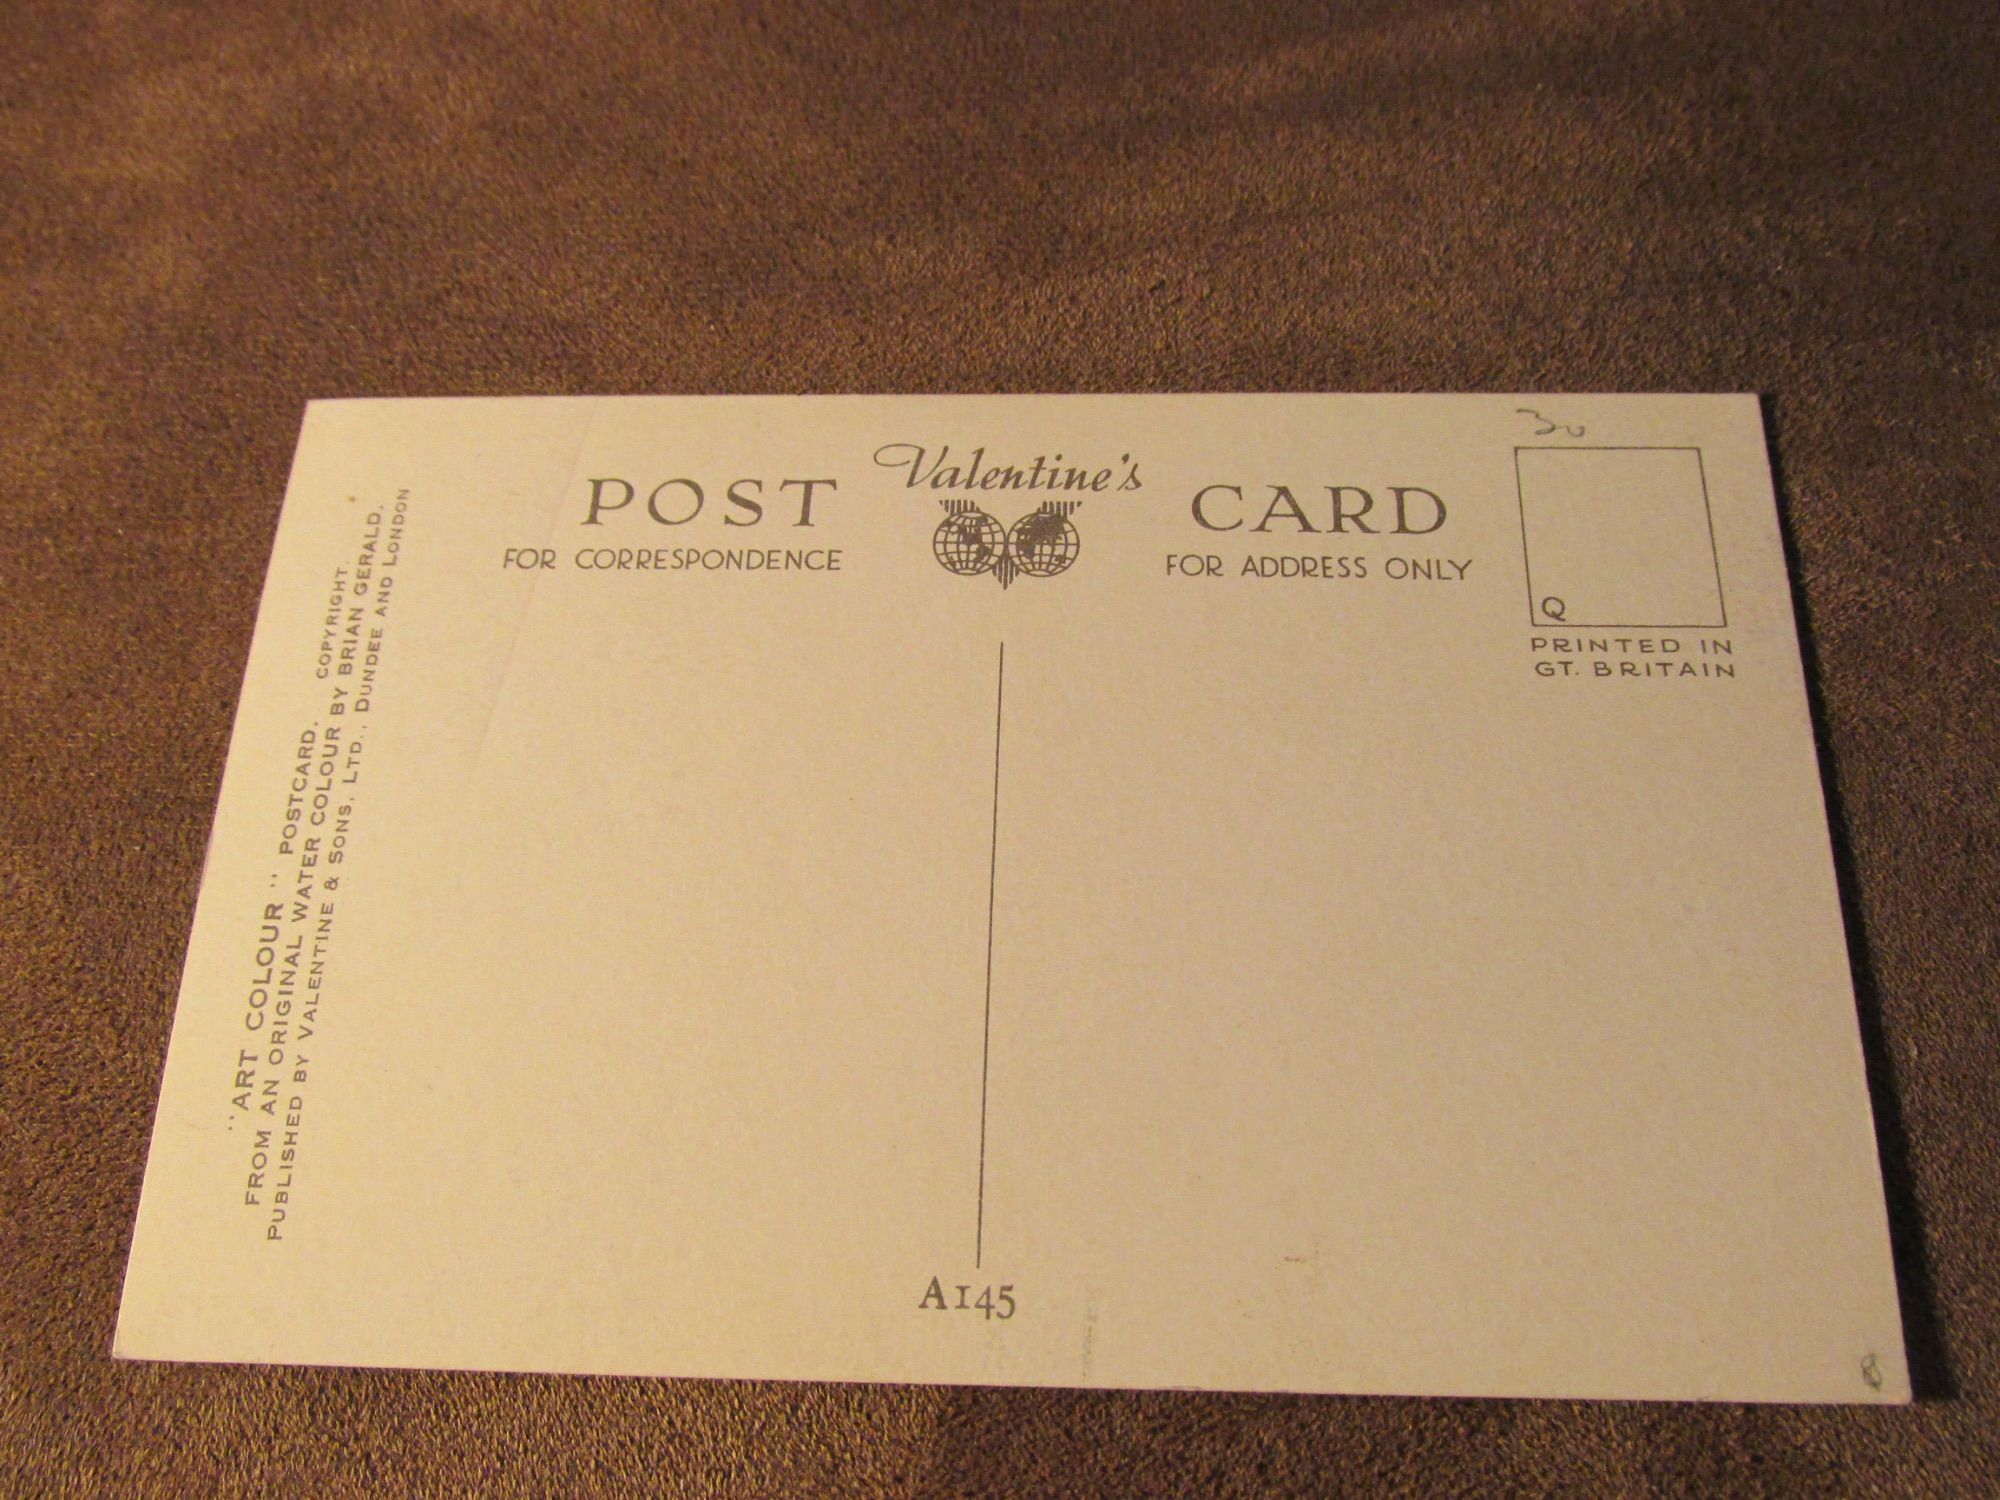 30
Valentine's
POST CARD
FOR CORRESPONDENCE
FOR ADDRESS ONLY
Q
PRINTED IN
GT. BRITAIN
"ART COLOUR" POSTCARD. COPYRIGHT.
FROM AN ORIGINAL WATER COLOUR BY BRIAN GERALD.
PUBLISHED BY VALENTINE & SONS, LTD., DUNDEE AND LONDON
A145